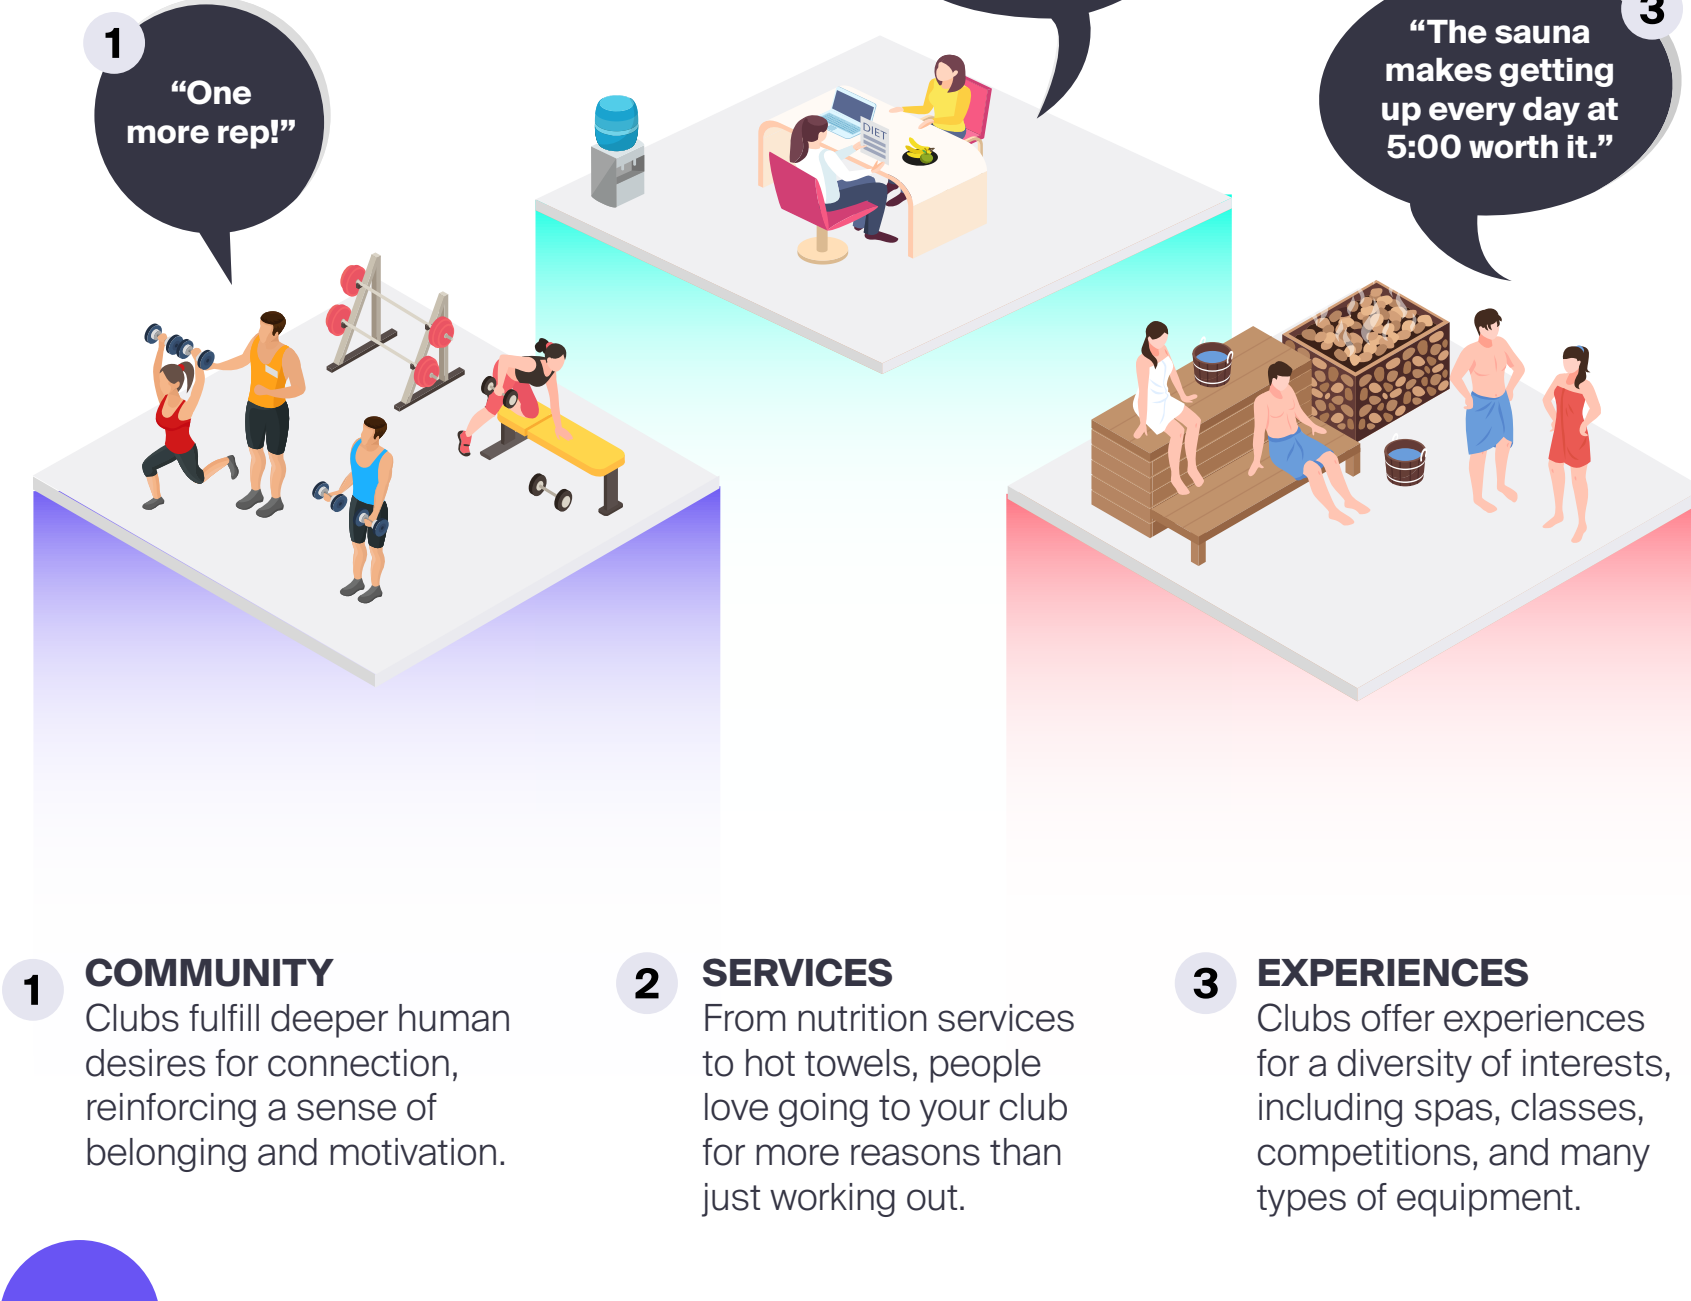 1
“One
more rep!”
3
“The sauna
makes getting
up every day at
5:00 worth it.”
DIET
1
COMMUNITY
Clubs fulfill deeper human
desires for connection,
reinforcing a sense of
belonging and motivation.
2
SERVICES
From nutrition services
to hot towels, people
love going to your club
for more reasons than
just working out.
3
EXPERIENCES
Clubs offer experiences
for a diversity of interests,
including spas, classes,
competitions, and many
types of equipment.